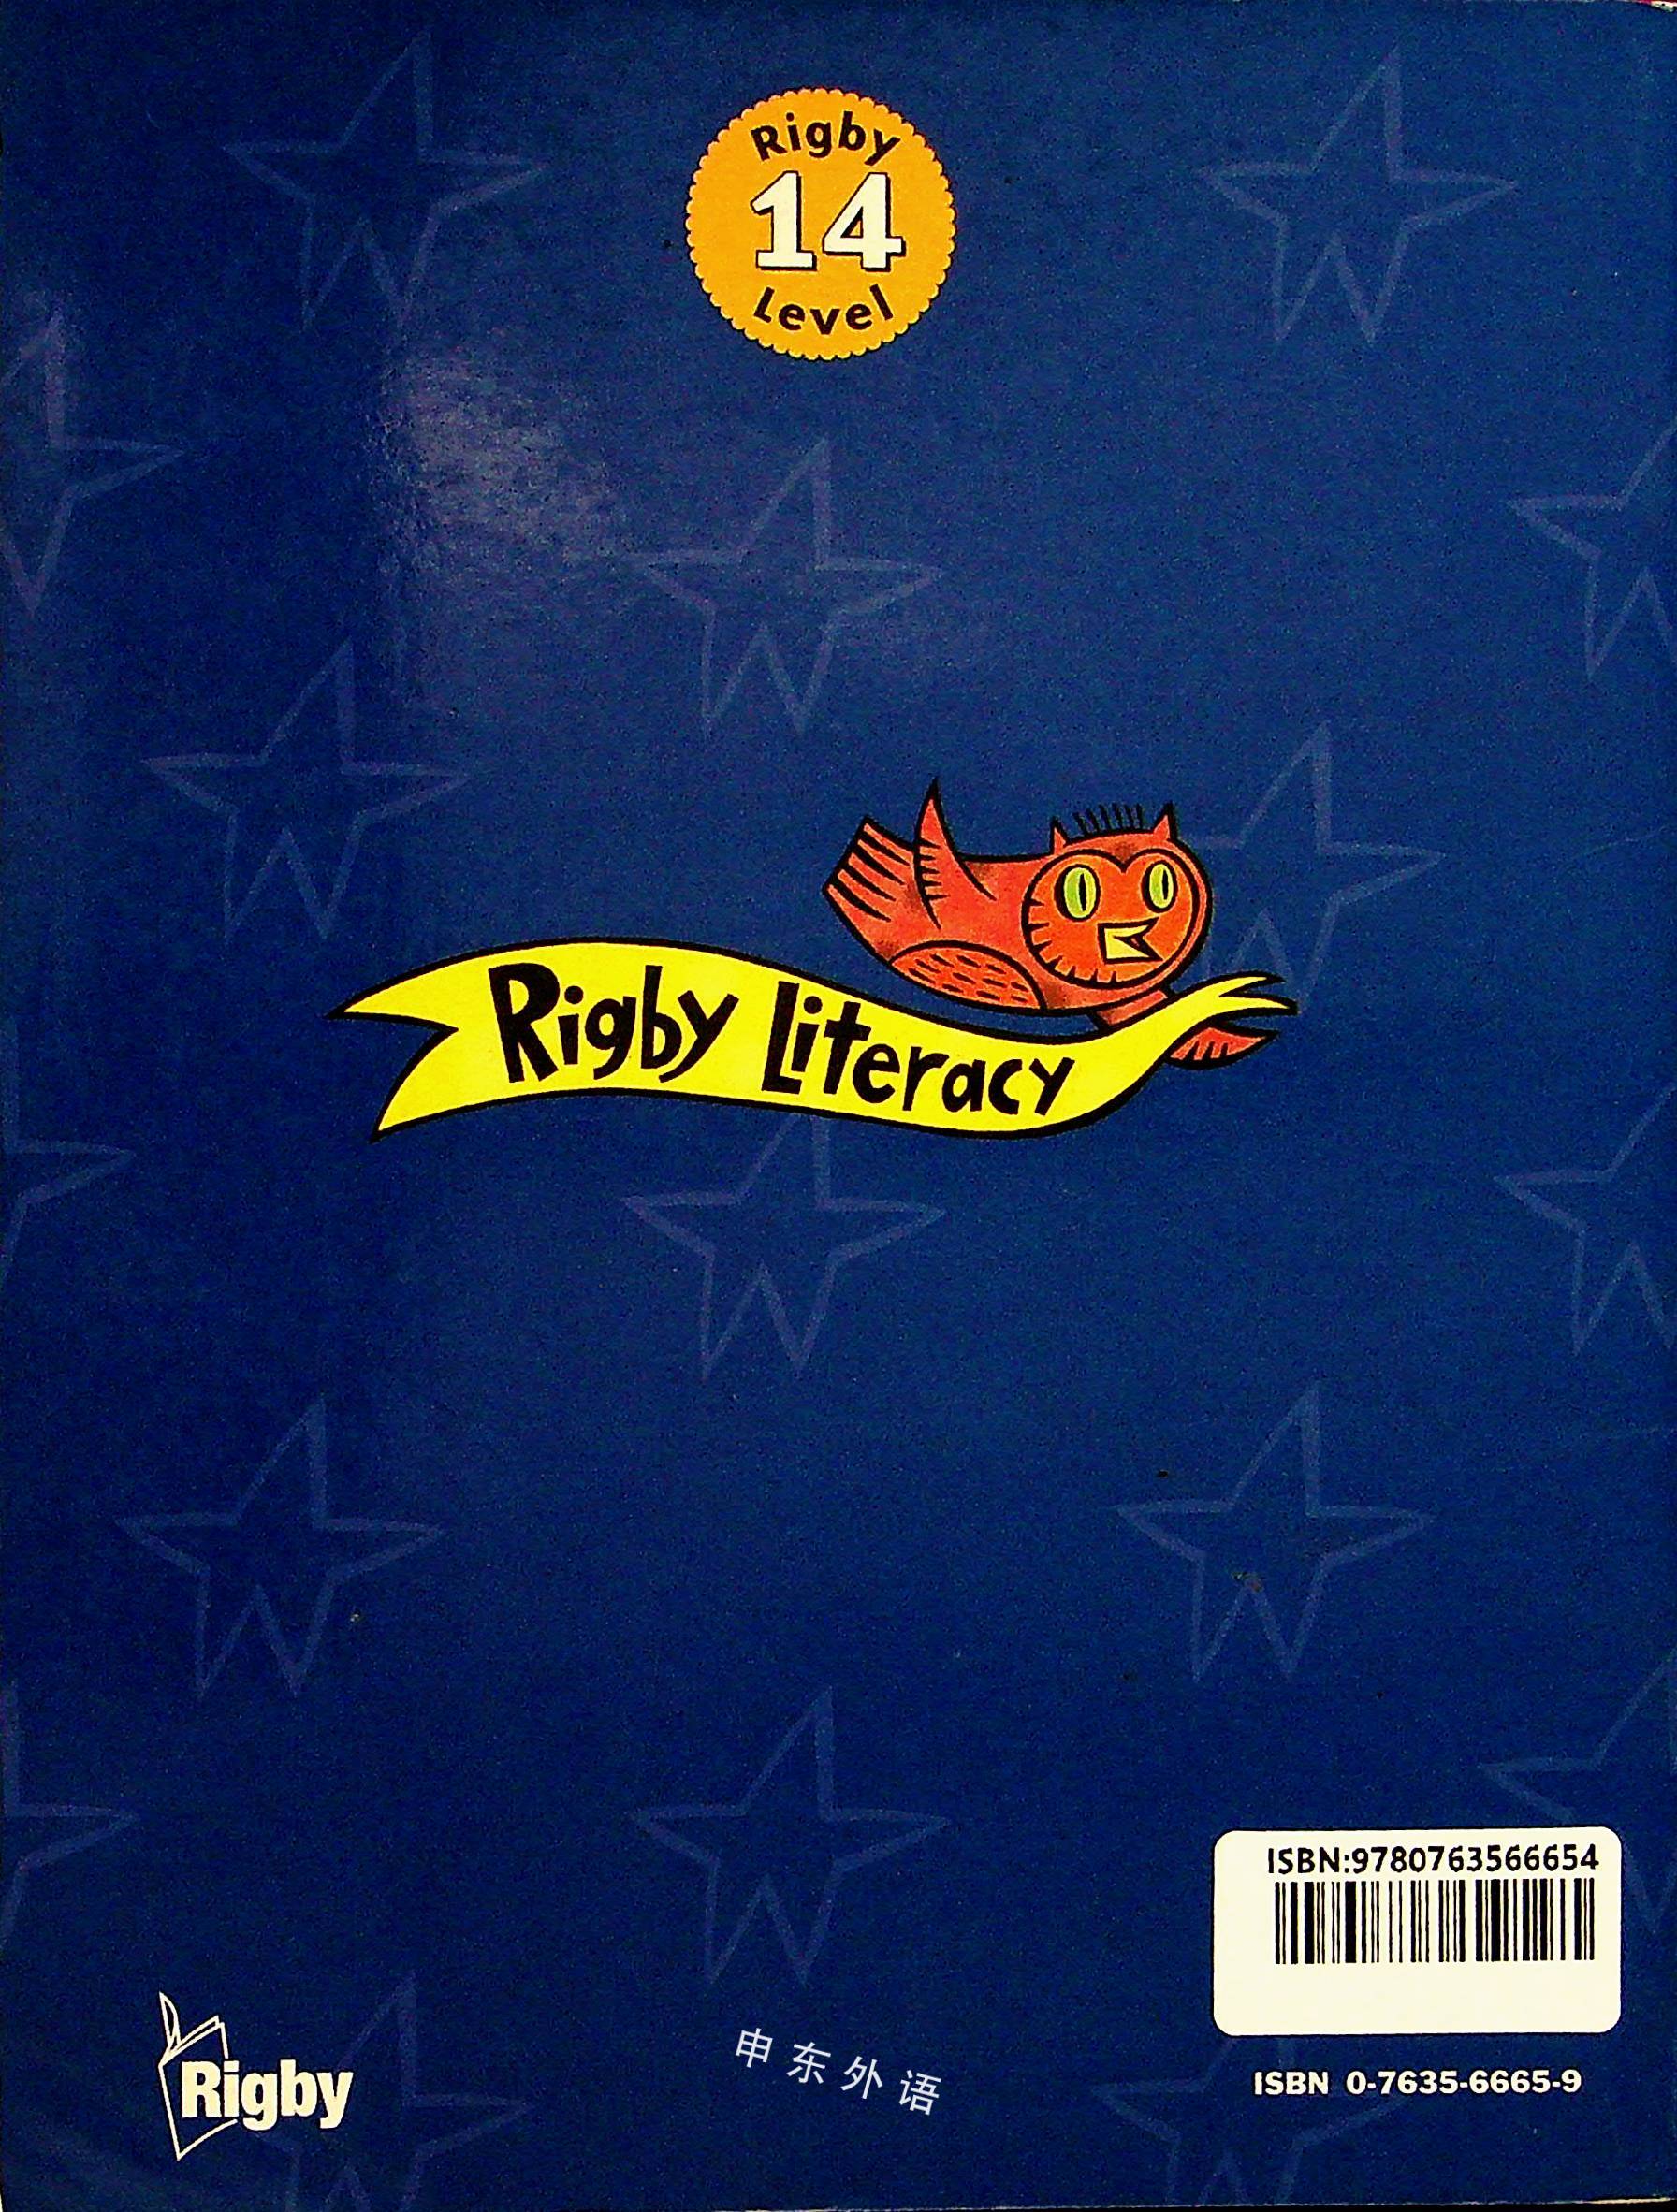 Rigby
14
Level
Rigby Literacy
ISBN:9780763566654
ISBN 0-7635-6665-9
Rigby
申东外语